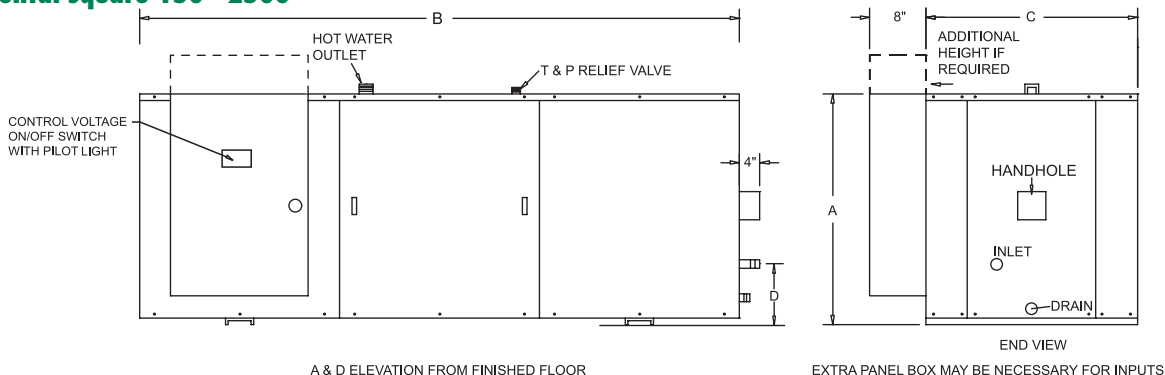 B
8"
C
HOT WATER
OUTLET
T & P RELIEF VALVE
ADDITIONAL
HEIGHT IF
REQUIRED
CONTROL VOLTAGE
ON/OFF SWITCH
WITH PILOT LIGHT
4"
HANDHOLE
A
INLET
D
DRAIN
END VIEW
A & D ELEVATION FROM FINISHED FLOOR
EXTRA PANEL BOX MAY BE NECESSARY FOR INPUTS